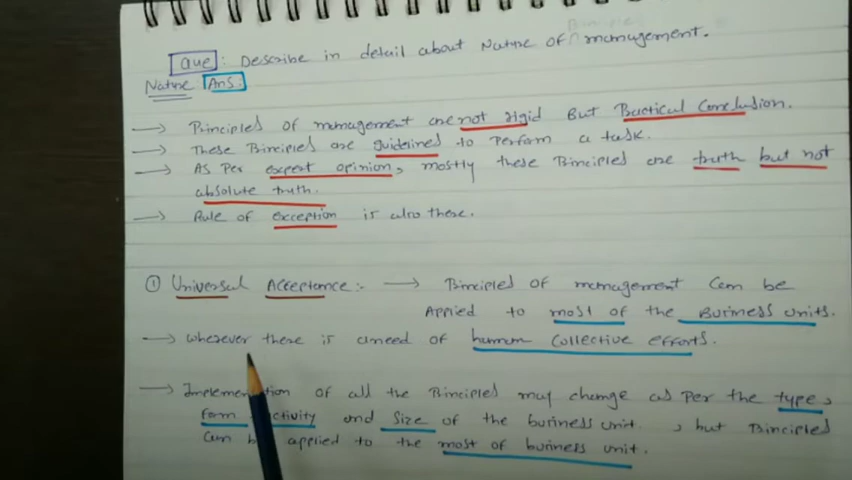 Principles
Que: Describe in detail about Nature of management.
Nature Ans:
→ Principles of management are not rigid But Practical Conclusion.
→ These Principles are guidelines to perform a task.
→ As Per expert opinion, mostly these Principles are truth but not
absolute truth.
→ Rule of exception is also there.
① Universal Acceptance:- → Principles of management Can be
Applied to most of the Business units.
→ wherever there is a need of human Collective efforts.
→ Implementation of all the Principles may change as Per the type,
form activity and Size of the business unit, but Principles
Can be applied to the most of business unit.